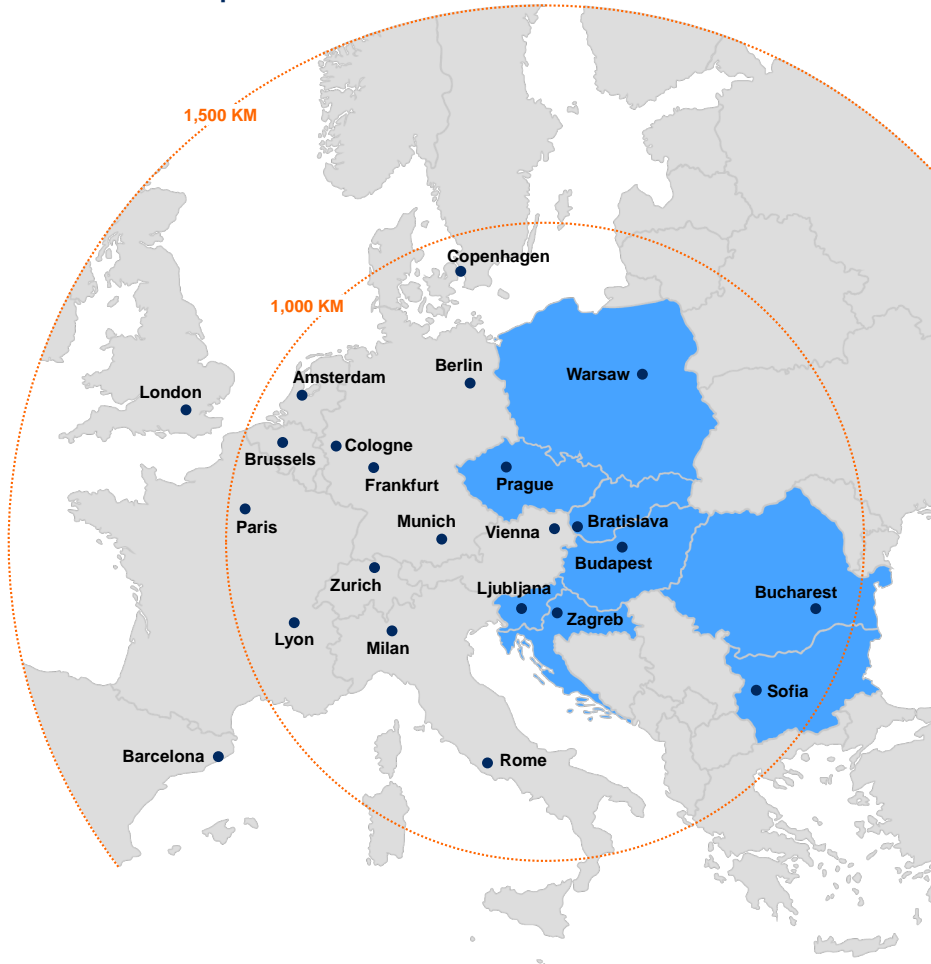 1,500 KM
Copenhagen
1,000 KM
Berlin
Warsaw
Amsterdam
London
Cologne
Brussels
Frankfurt
Prague
Paris
Munich
Vienna
Bratislava
Budapest
Zurich
Ljubljana
Bucharest
Zagreb
Lyon
Milan
Sofia
Barcelona
Rome